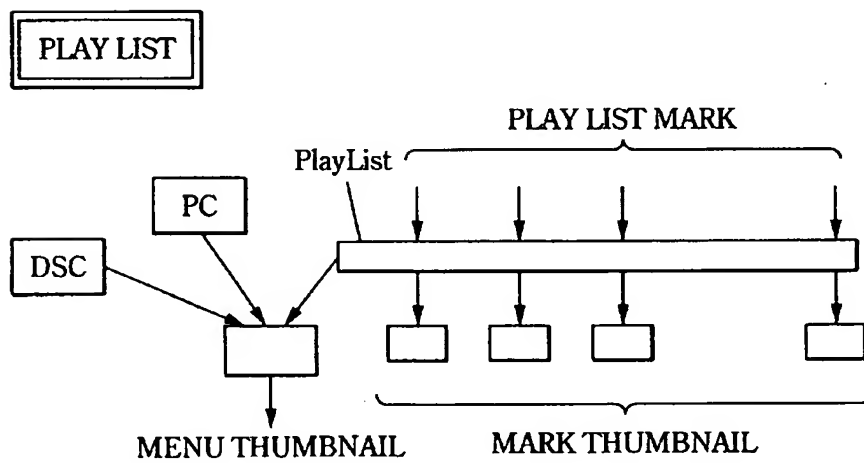 PLAY LIST
PLAY LIST MARK
PlayList
PC
DSC
MENU THUMBNAIL
MARK THUMBNAIL